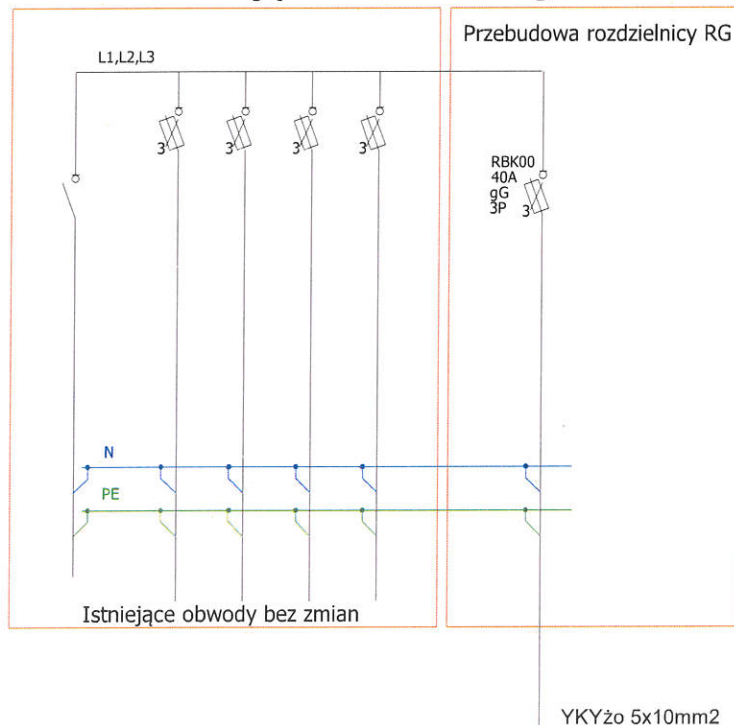 Przebudowa rozdzielnicy RG
L1,L2,L3
3
3
3
3
RBK00
40A
gG
3P
3
N
PE
Istniejące obwody bez zmian
YKYżo 5x10mm2